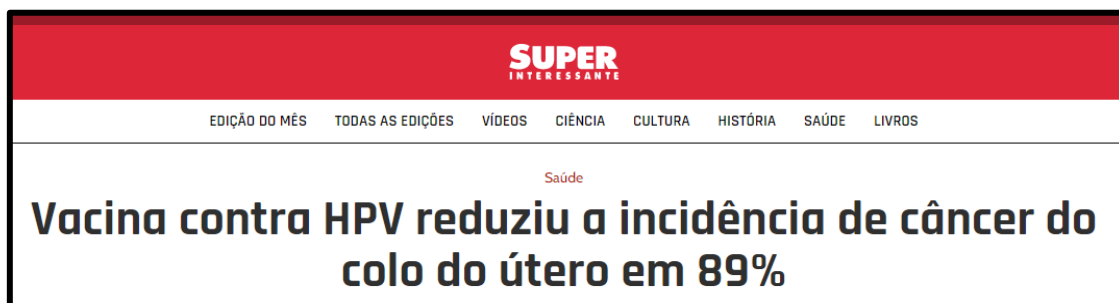 SUPER
INTERESSANTE
EDIÇÃO DO MÊS TODAS AS EDIÇÕES VÍDEOS CIÊNCIA CULTURA HISTÓRIA SAÚDE LIVROS
Saúde
Vacina contra HPV reduziu a incidência de câncer do
colo do útero em 89%